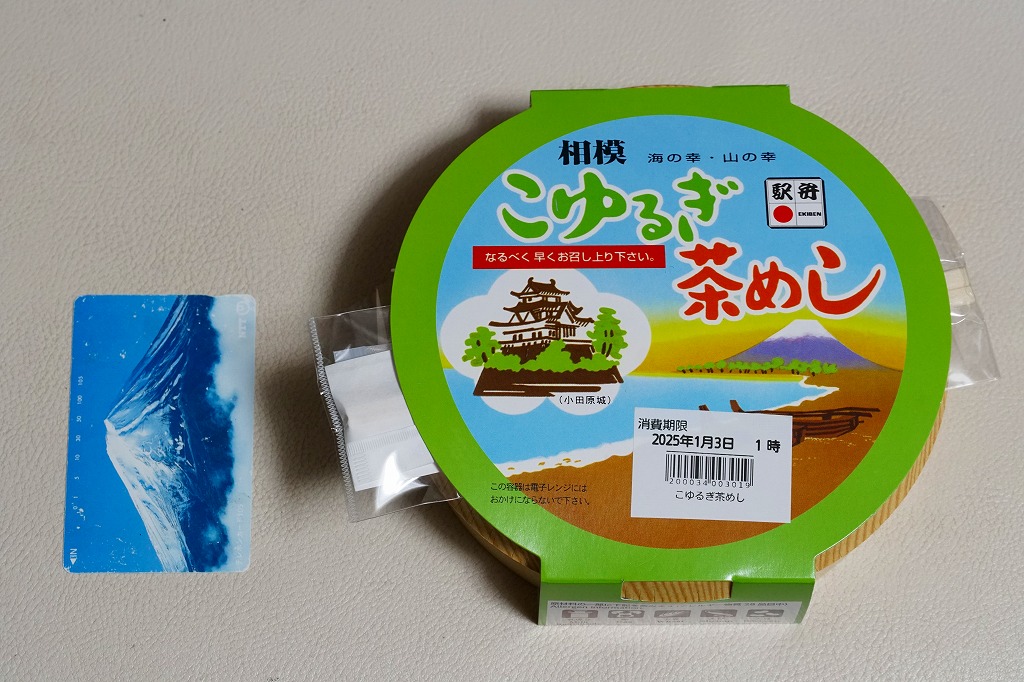 相模 海の幸・山の幸
こゆるぎ
茶めし
駅弁
EKIBEN
なるべく早くお召し上り下さい。
(小田原城)
消費期限
2025年1月3日 1時
200034003019
こゆるぎ茶めし
この容器は電子レンジには
おかけにならないで下さい。
NTT
IN